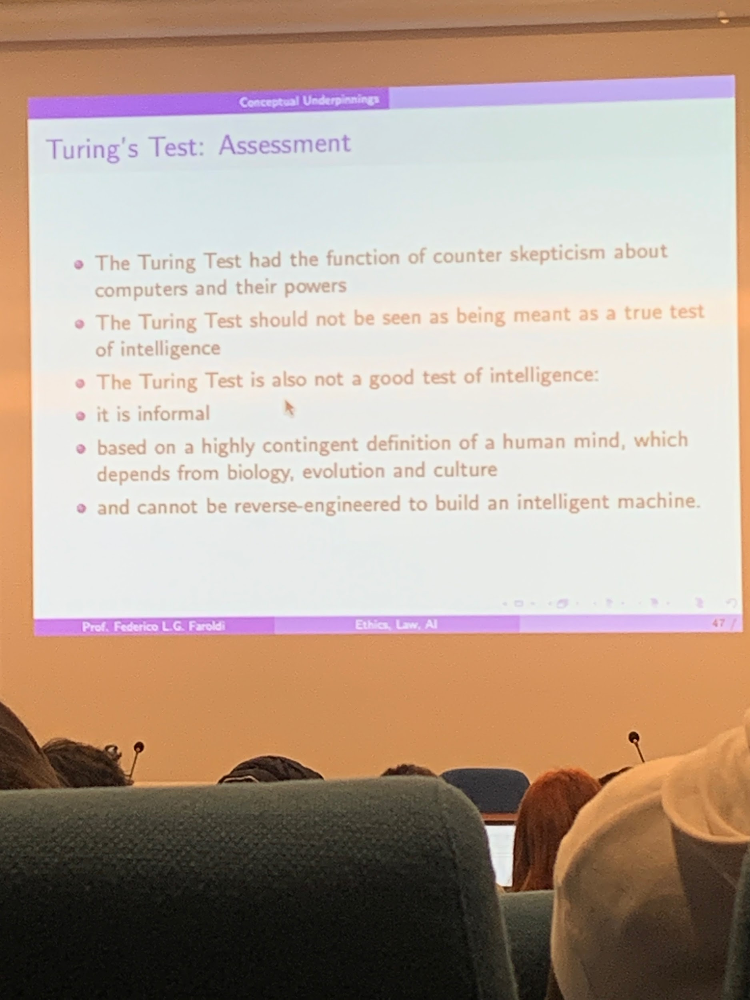 Conceptual Underpinnings
Turing's Test: Assessment
The Turing Test had the function of counter skepticism about
computers and their powers
The Turing Test should not be seen as being meant as a true test
of intelligence
The Turing Test is also not a good test of intelligence:
it is informal
based on a highly contingent definition of a human mind, which
depends from biology, evolution and culture
and cannot be reverse-engineered to build an intelligent machine.
Prof. Federico L.G. Faroldi
Ethics, Law, AI
47 /